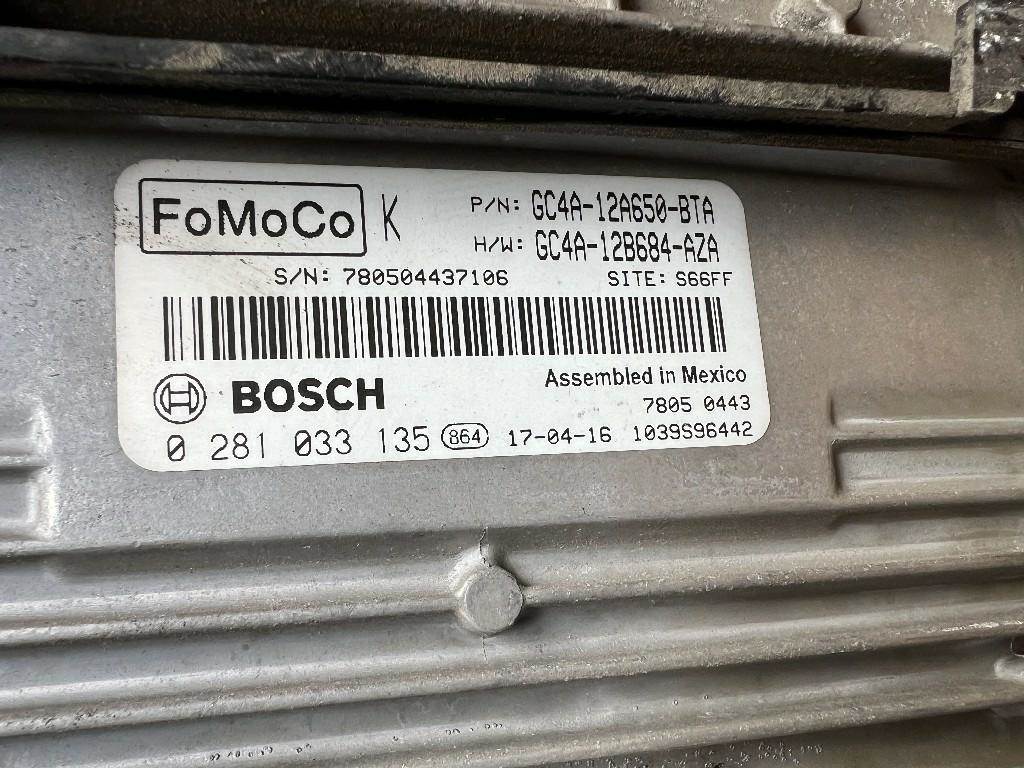 FoMoCo K P/N: GC4A-12A650-BTA
H/W: GC4A-12B684-AZA
S/N: 780504437106 SITE: S66FF
BOSCH Assembled in Mexico
7805 0443
0 281 033 135 864 17-04-16 1039S96442